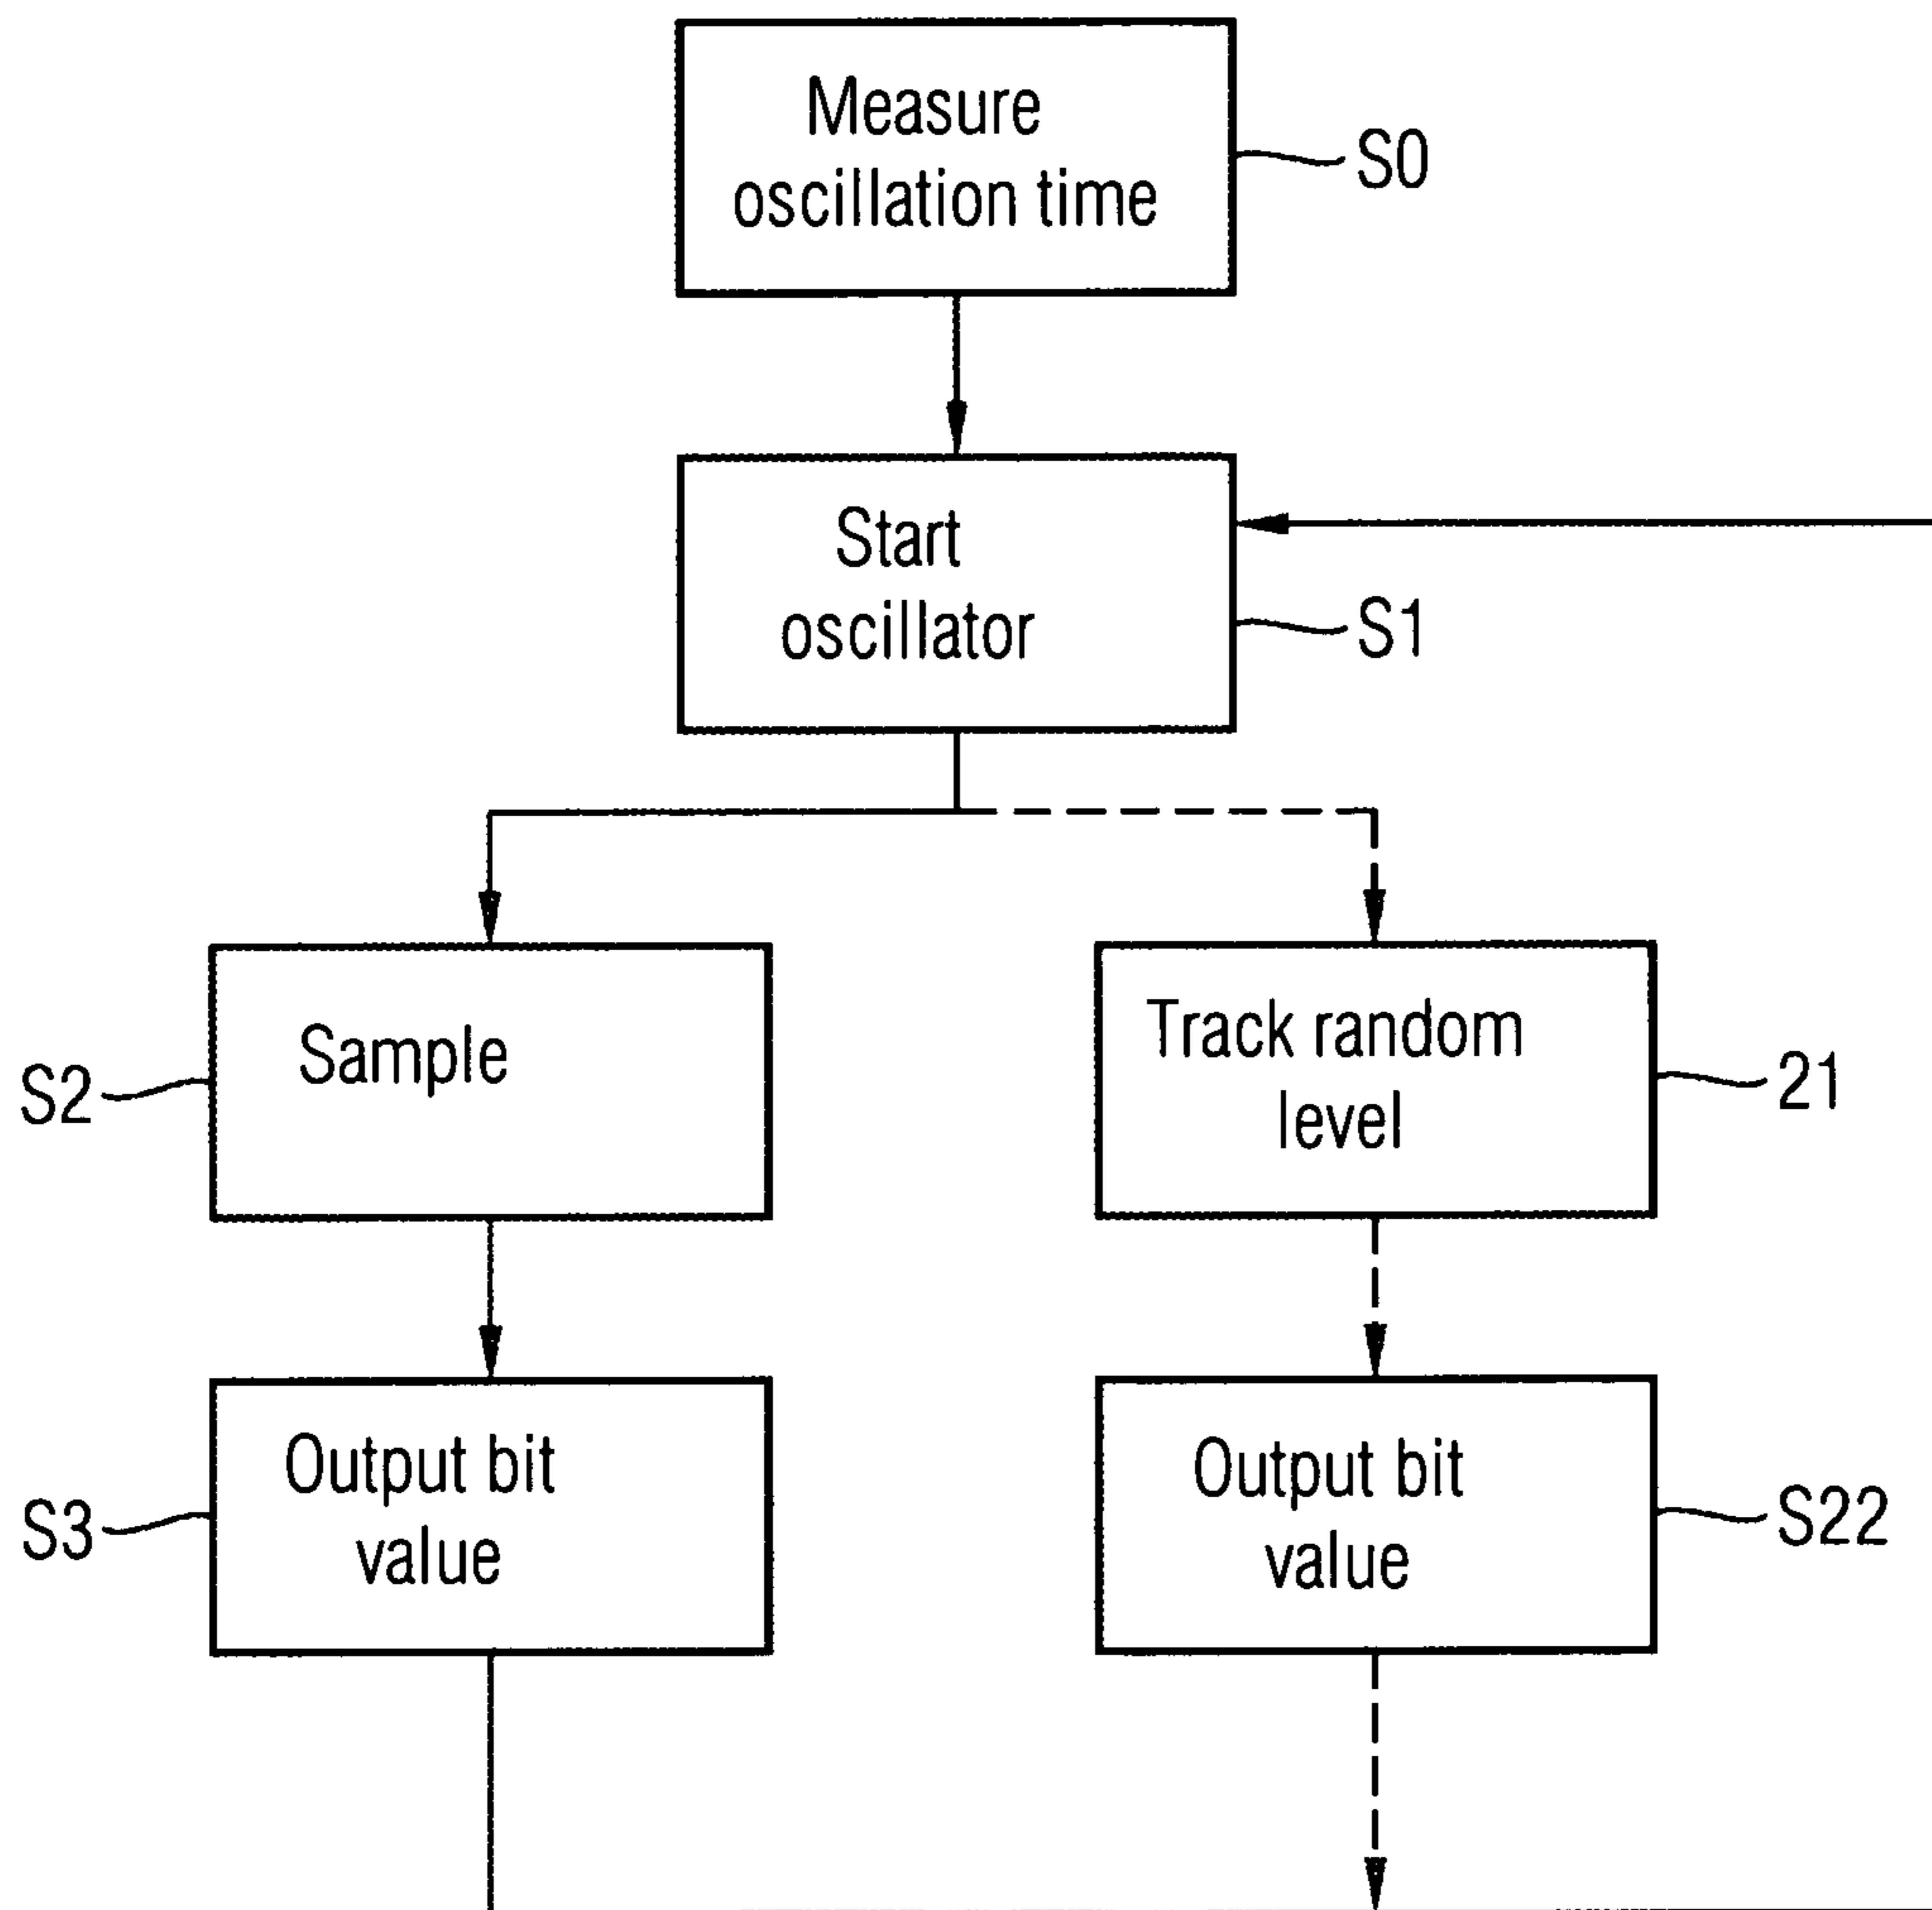 Measure
oscillation time
S0
Start
oscillator
S1
Sample
S2
Track random
level
21
Output bit
value
S3
Output bit
value
S22